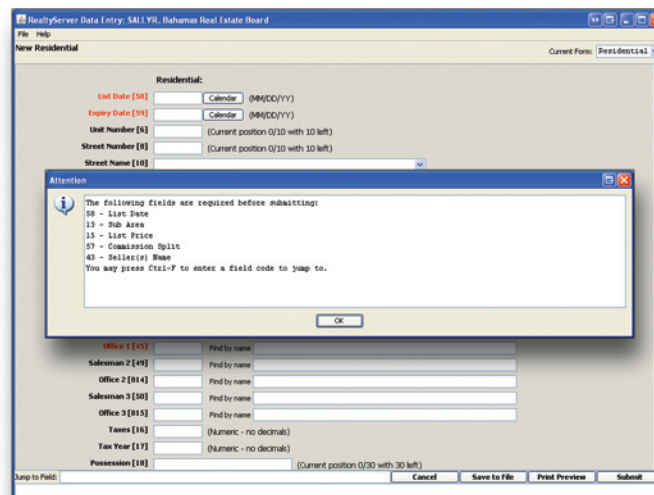 RealtyServer Data Entry: SALLYR, Bahamas Real Estate Board
File Help
New Residential
Current Form: Residential
Residential:
List Date [58] Calendar (MM/DD/YY)
Expiry Date [59] Calendar (MM/DD/YY)
Unit Number [6] (Current position 0/10 with 10 left)
Street Number [8] (Current position 0/10 with 10 left)
Street Name [10]
Attention
The following fields are required before submitting:
58 - List Date
13 - Sub Area
15 - List Price
57 - Commission Split
43 - Seller(s) Name
You may press Ctrl-F to enter a field code to jump to.
OK
Office 1 [45] Find by name
Salesman 2 [49] Find by name
Office 2 [814] Find by name
Salesman 3 [50] Find by name
Office 3 [815] Find by name
Taxes [16] (Numeric - no decimals)
Tax Year [17] (Numeric - no decimals)
Possession [18] (Current position 0/30 with 30 left)
Jump to Field: Cancel Save to File Print Preview Submit